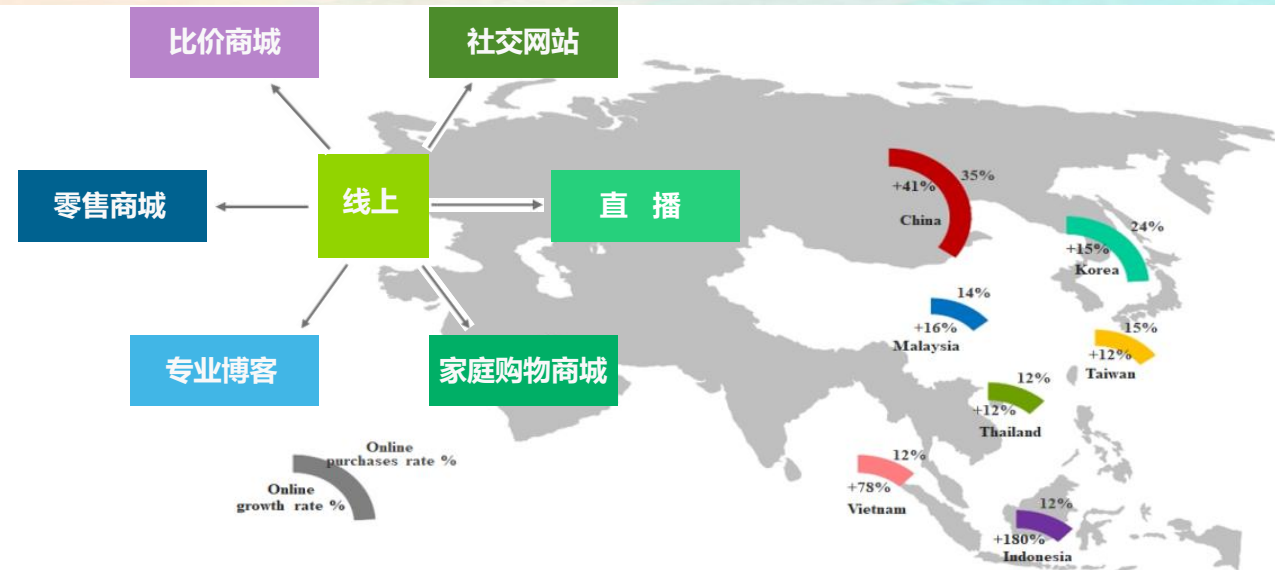 比价商城
社交网站
零售商城
线上
直 播
专业博客
家庭购物商城
Online
purchases rate %
Online
growth rate %
35%
+41%
China
24%
+15%
Korea
14%
+16%
Malaysia
15%
+12%
Taiwan
12%
+12%
Thailand
12%
+78%
Vietnam
12%
+180%
Indonesia